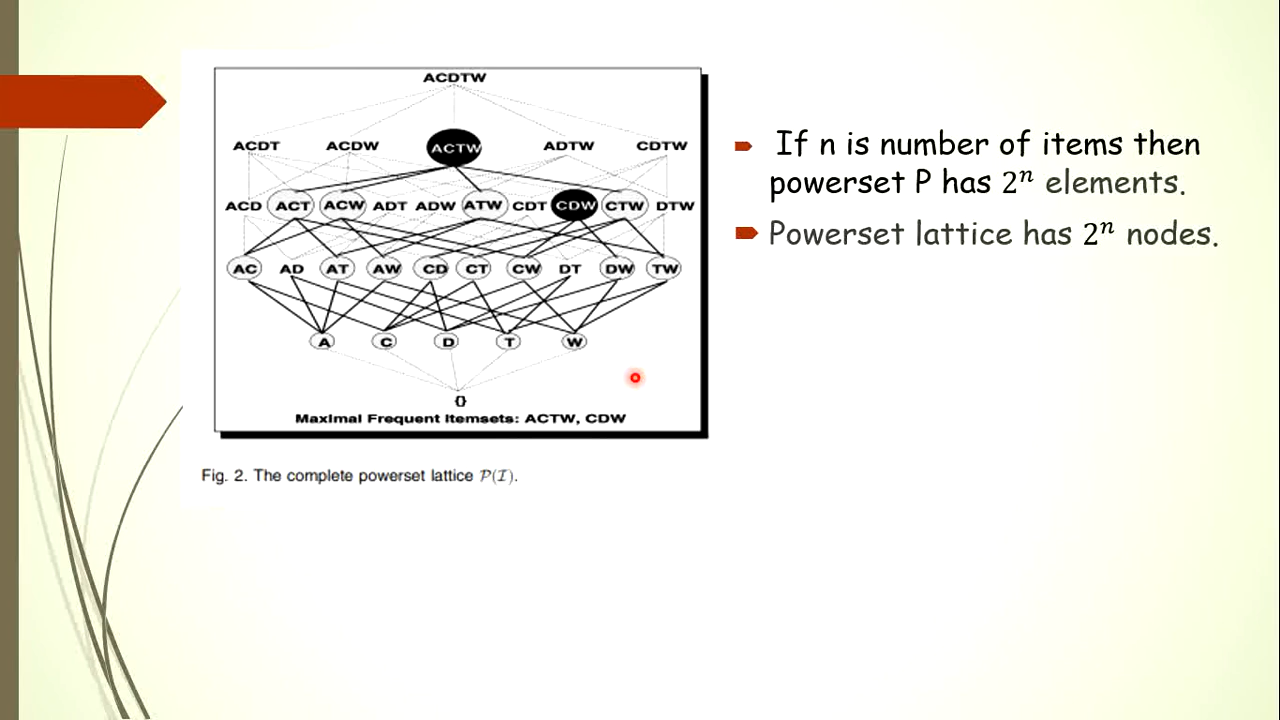 ACDTW
ACDT ACDW ACTW ADTW CDTW
ACD ACT ACW ADT ADW ATW CDT CDW CTW DTW
AC AD AT AW CD CT CW DT DW TW
A C D T W
{}
Maximal Frequent Itemsets: ACTW, CDW
Fig. 2. The complete powerset lattice 𝒫(ℐ).
If n is number of items then
powerset P has 2ⁿ elements.
Powerset lattice has 2ⁿ nodes.